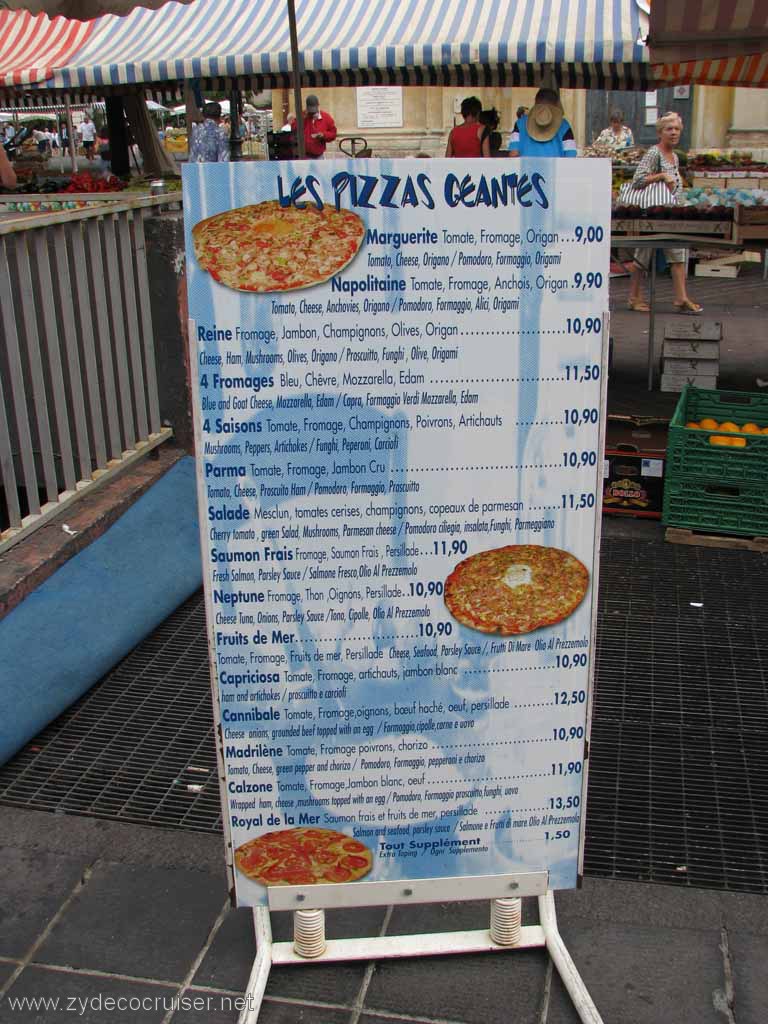 LES PIZZAS GEANTES
Marguerite Tomate, Fromage, Origan...9,00
Tomato, Cheese, Origano / Pomodoro, Formaggio, Origami
Napolitaine Tomate, Fromage, Anchois, Origan .9,90
Tomato, Cheese, Anchovies, Origano / Pomodoro, Formaggio, Alici, Origami
Reine Fromage, Jambon, Champignons, Olives, Origan......................10,90
Cheese, Ham, Mushrooms, Olives, Origano / Proscuitto, Funghi , Olive, Origami
4 Fromages Bleu, Chêvre, Mozzarella, Edam ............................11,50
Blue and Goat Cheese, Mozzarella, Edam / Capra, Formaggio Verdi Mozzarella, Edam
4 Saisons Tomate, Fromage, Champignons, Poivrons, Artichauts ..........10,90
Mushrooms, Peppers, Artichokes / Funghi, Peperoni, Carciofi
Parma Tomate, Fromage, Jambon Cru ....................................10,90
Tomato, Cheese, Proscuito Ham / Pomodoro, Formaggio, Prascuitto
Salade Mesclun, tomates cerises, champignons, copeaux de parmesan .......11,50
Cherry tomato , green Salad, Mushrooms, Parmesan cheese / Pomodoro ciliegia, insalata,Funghi, Parmeggiano
Saumon Frais Fromage, Saumon Frais , Persillade...11,90
Fresh Salmon, Parsley Sauce / Salmone Fresco,Olio Al Prezzemolo
Neptune Fromage, Thon ,Oignons, Persillade..10,90
Cheese Tuna, Onions, Parsley Sauce /Tono, Cipolle, Olio Al Prezzemolo
Fruits de Mer........................10,90
Tomate, Fromage, Fruits de mer, Persillade Cheese, Seafood, Parsley Sauce /, Frutti Di Mare Olio Al Prezzemolo
Capriciosa Tomate, Fromage, artichauts, jambon blanc ....................10,90
ham and artichokes / proscuitto e carciofi
Cannibale Tomate, Fromage,oignons, bœuf haché, oeuf, persillade .........12,50
Cheese onions, grounded beef topped with an egg / Formaggio,cipolle,carne e uova
Madrilène Tomate, Fromage poivrons, chorizo .............................10,90
Tomato, Cheese, green pepper and chorizo / Pomodoro, Formaggio, pepperoni e chorizo
Calzone Tomate, Fromage,Jambon blanc, oeuf...............................11,90
Wrapped ham, cheese ,mushrooms topped with an egg / Pomodoro, Formaggio proscuitto,funghi, uova
Royal de la Mer Saumon frais et fruits de mer, persillade ...................13,50
Salmon and seafood, parsley sauce / Salmone e Frutti di mare.Olio Al Prezzemolo
Tout Supplément ................1,50
Extra Toping / Ogni Supplemento
BOLLO
www.zydecocruiser.net